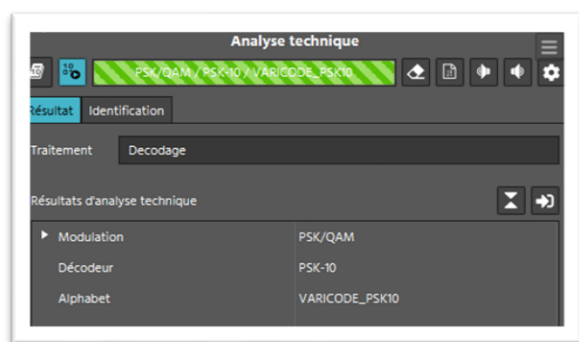 Analyse technique
PSK/QAM / PSK-10 / VARICODE_PSK10
Résultat Identification
Traitement Decodage
Résultats d'analyse technique
Modulation PSK/QAM
Décodeur PSK-10
Alphabet VARICODE_PSK10